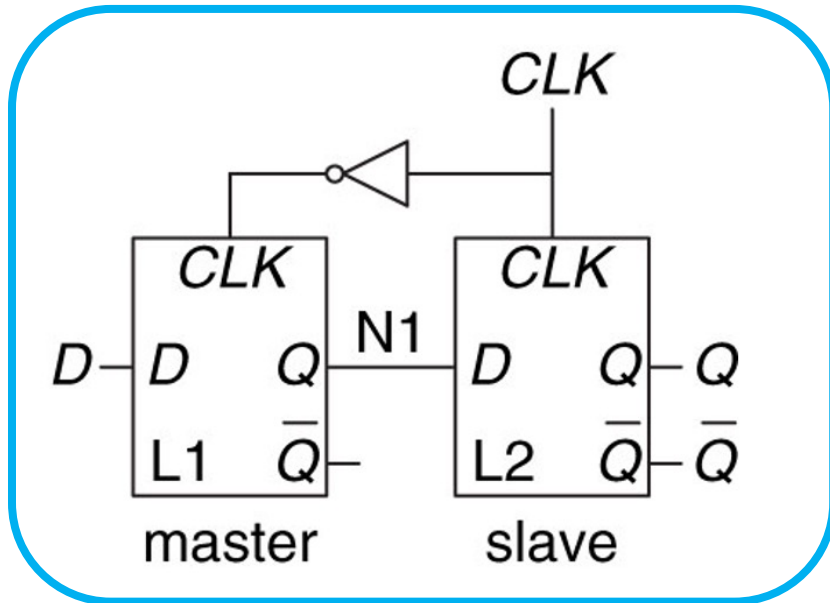 CLK
CLK CLK
N1
D D Q D Q Q
L1 Q̅ L2 Q̅ Q̅
master slave